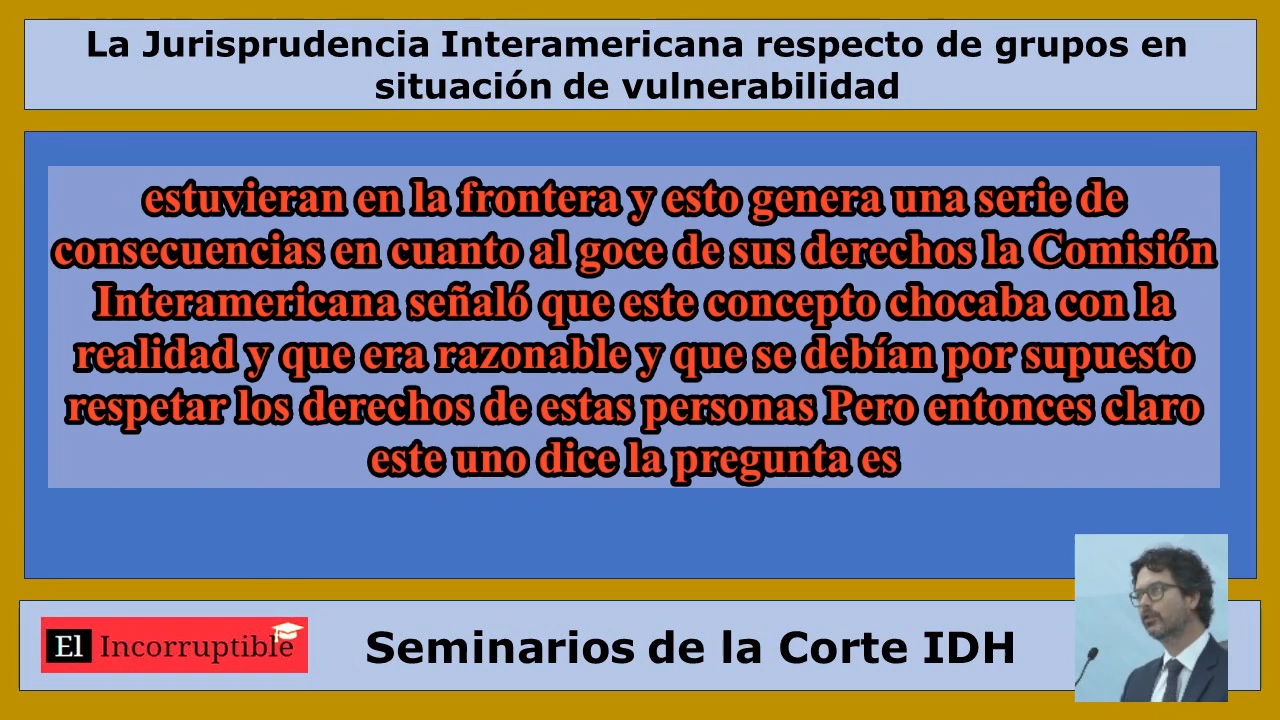 La Jurisprudencia Interamericana respecto de grupos en
situación de vulnerabilidad
estuvieran en la frontera y esto genera una serie de
consecuencias en cuanto al goce de sus derechos la Comisión
Interamericana señaló que este concepto chocaba con la
realidad y que era razonable y que se debían por supuesto
respetar los derechos de estas personas Pero entonces claro
este uno dice la pregunta es
El Incorruptible
Seminarios de la Corte IDH